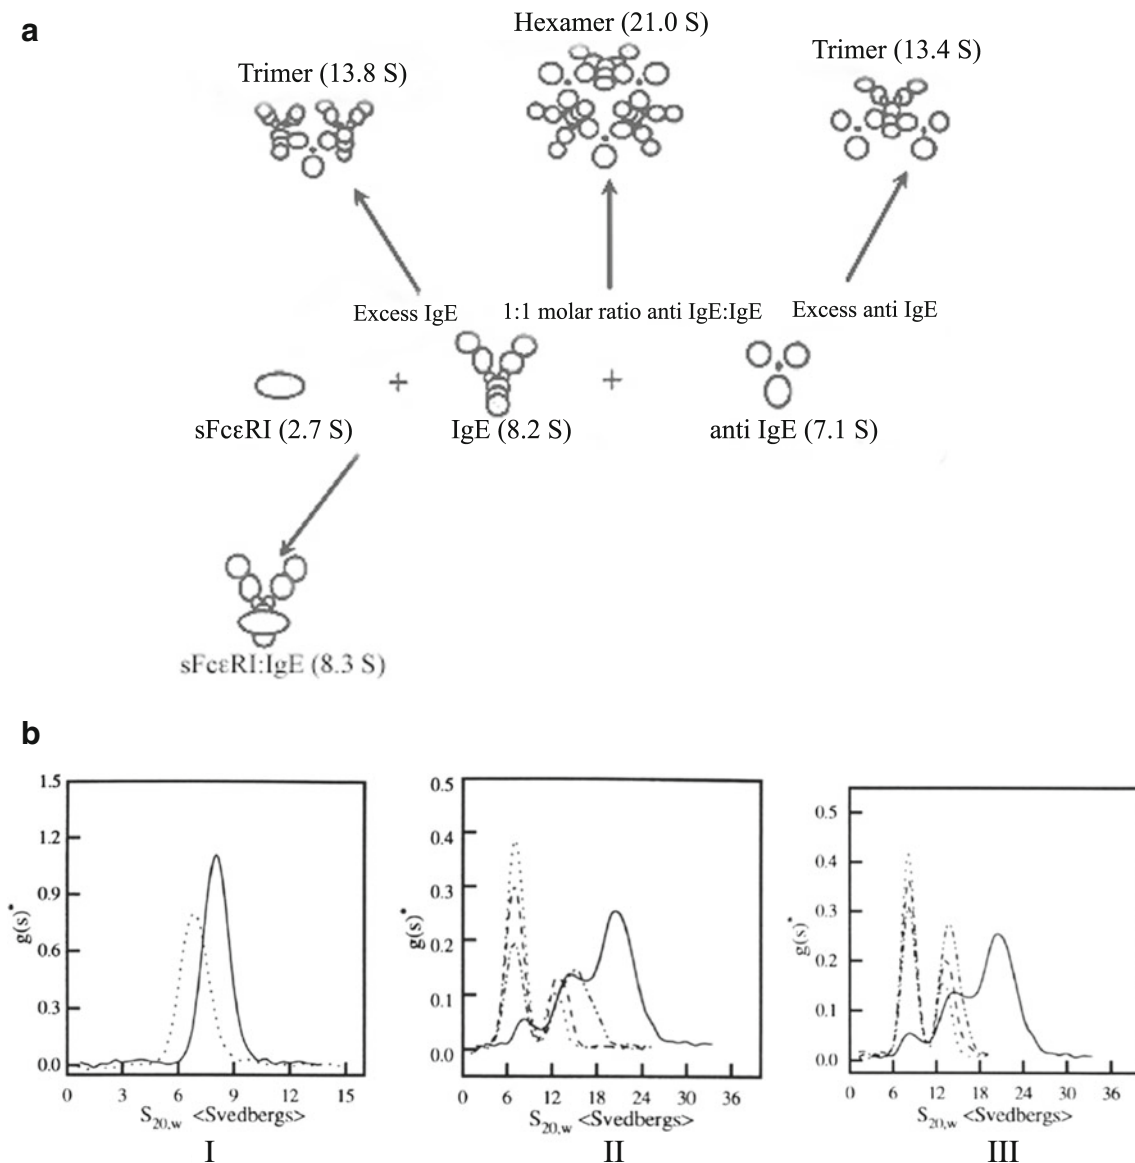 a
Hexamer (21.0 S)
Trimer (13.8 S)
Trimer (13.4 S)
Excess IgE
1:1 molar ratio anti IgE:IgE
Excess anti IgE
+
+
sFcεRI (2.7 S)
IgE (8.2 S)
anti IgE (7.1 S)
sFcεRI:IgE (8.3 S)
b
1.5
1.2
0.9
0.6
0.3
0.0
g(s)*
0 3 6 9 12 15
S20,w <Svedbergs>
I
0.5
0.4
0.3
0.2
0.1
0.0
g(s)*
0 6 12 18 24 30 36
S20,w <Svedbergs>
II
0.5
0.4
0.3
0.2
0.1
0.0
g(s)*
0 6 12 18 24 30 36
S20,w <Svedbergs>
III